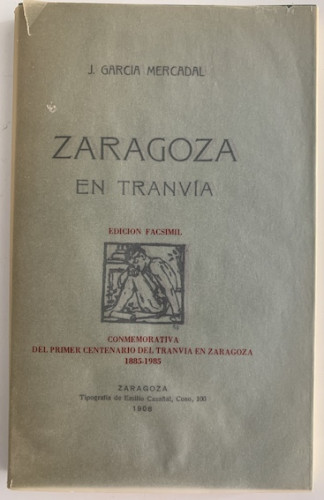 J. GARCIA MERCADAL
ZARAGOZA
EN TRANVÍA
EDICION FACSIMIL
CONMEMORATIVA
DEL PRIMER CENTENARIO DEL TRANVIA EN ZARAGOZA
1885-1985
ZARAGOZA
Tipografía de Emilio Casañal, Coso, 100
1908